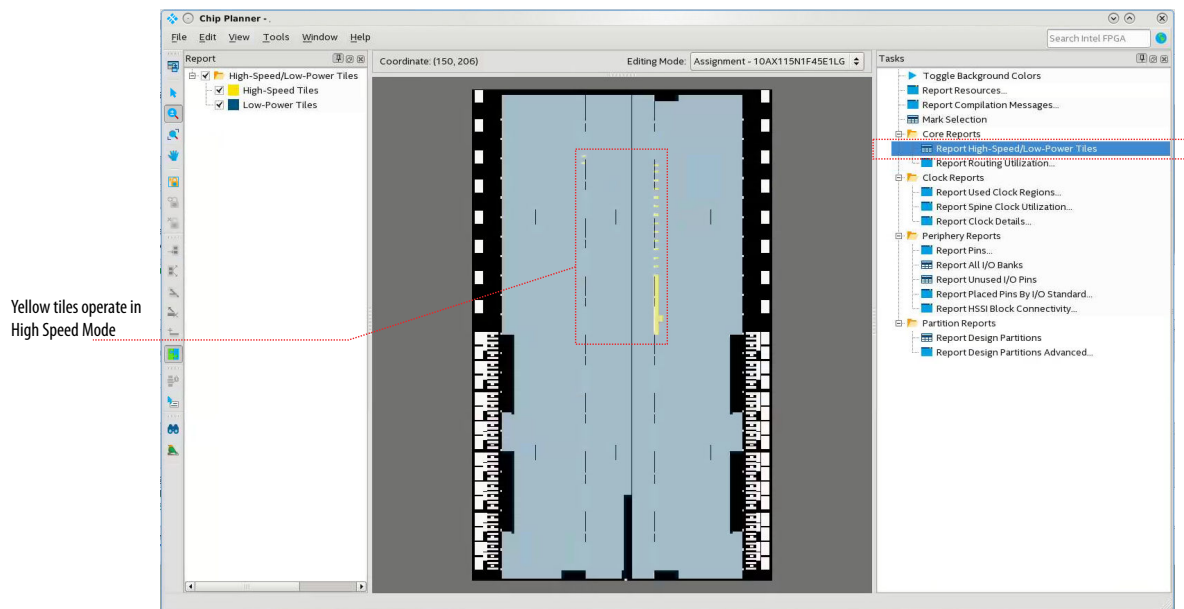 Chip Planner - .
File Edit View Tools Window Help
Search Intel FPGA
Report
Coordinate: (150, 206)
Editing Mode: Assignment - 10AX115N1F45E1LG
Tasks
High-Speed/Low-Power Tiles
High-Speed Tiles
Low-Power Tiles
Toggle Background Colors
Report Resources...
Report Compilation Messages...
Mark Selection
Core Reports
Report High-Speed/Low-Power Tiles
Report Routing Utilization...
Clock Reports
Report Used Clock Regions...
Report Spine Clock Utilization...
Report Clock Details...
Periphery Reports
Report Pins...
Report All I/O Banks
Report Unused I/O Pins
Report Placed Pins By I/O Standard...
Report HSSI Block Connectivity...
Partition Reports
Report Design Partitions
Report Design Partitions Advanced...
Yellow tiles operate in
High Speed Mode